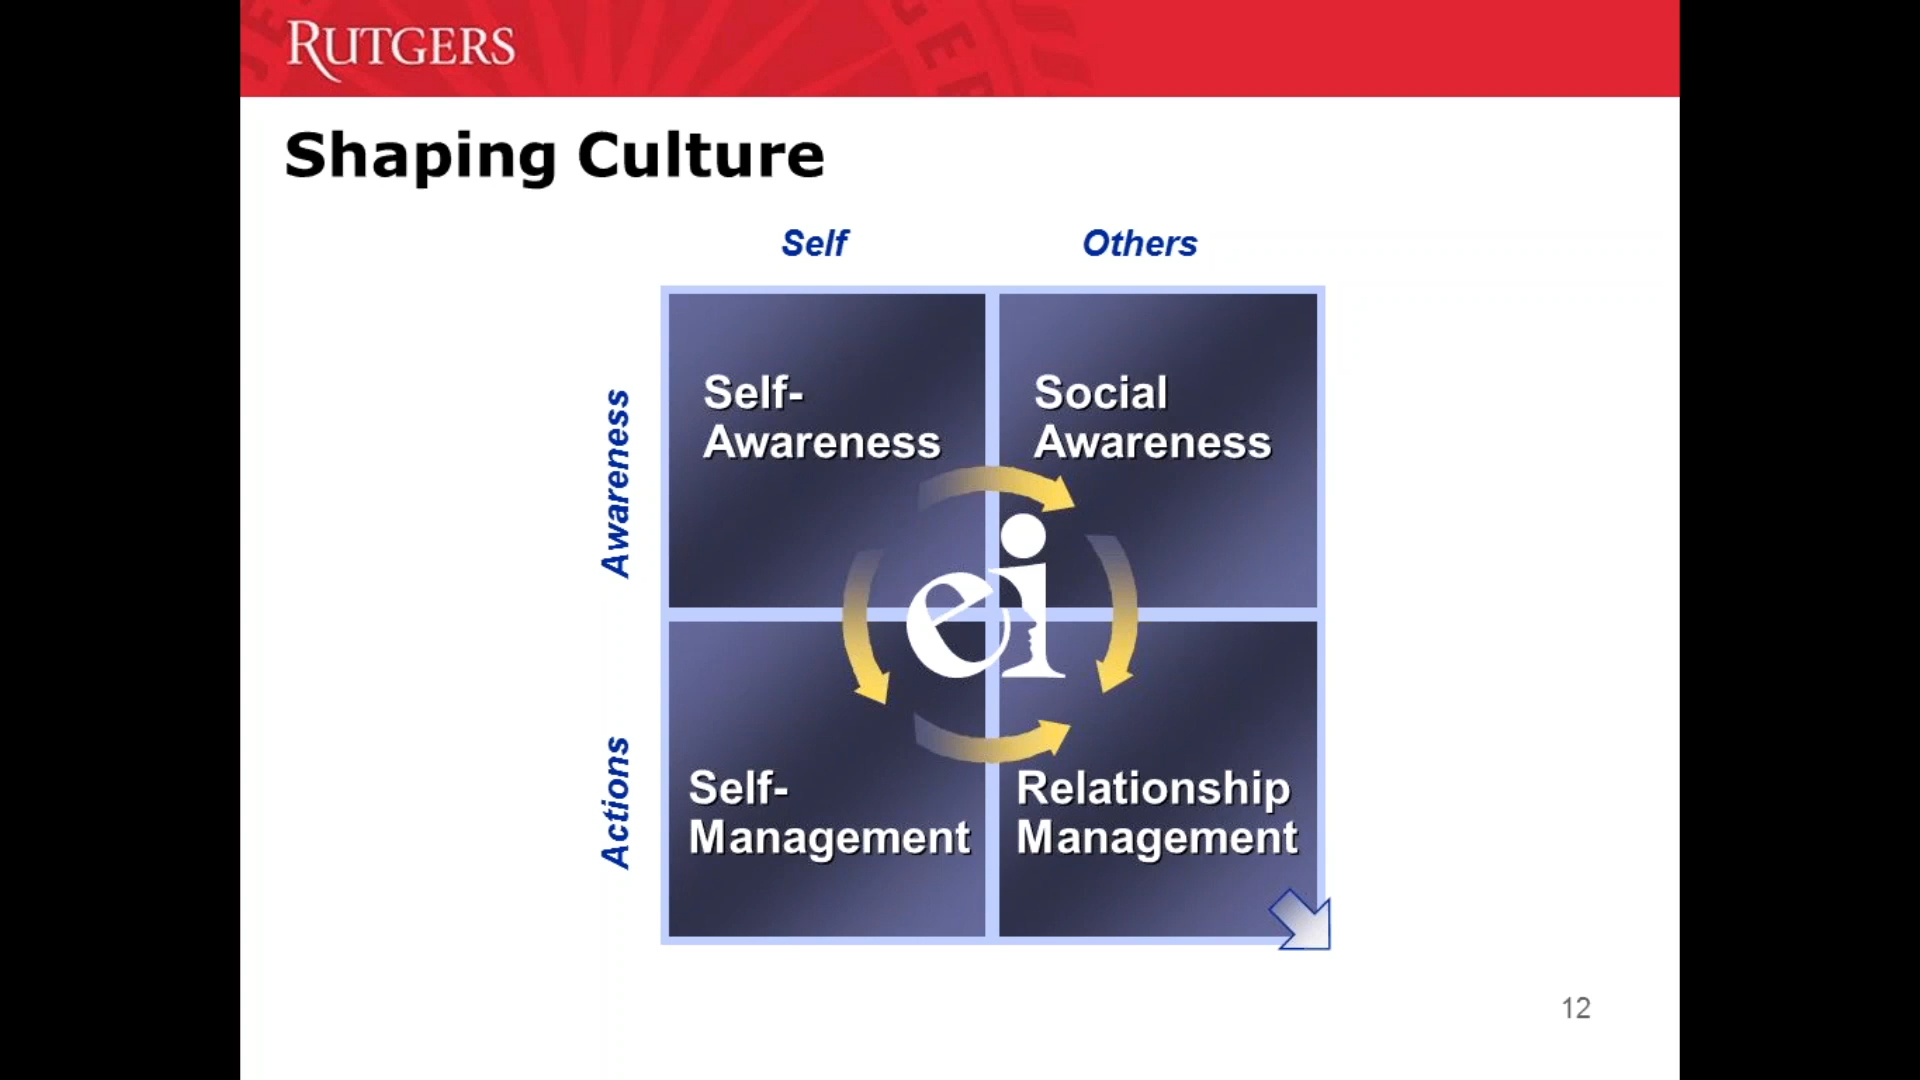 RUTGERS
Shaping Culture
Self
Others
Awareness
Self-
Awareness
Social
Awareness
ei
Actions
Self-
Management
Relationship
Management
12